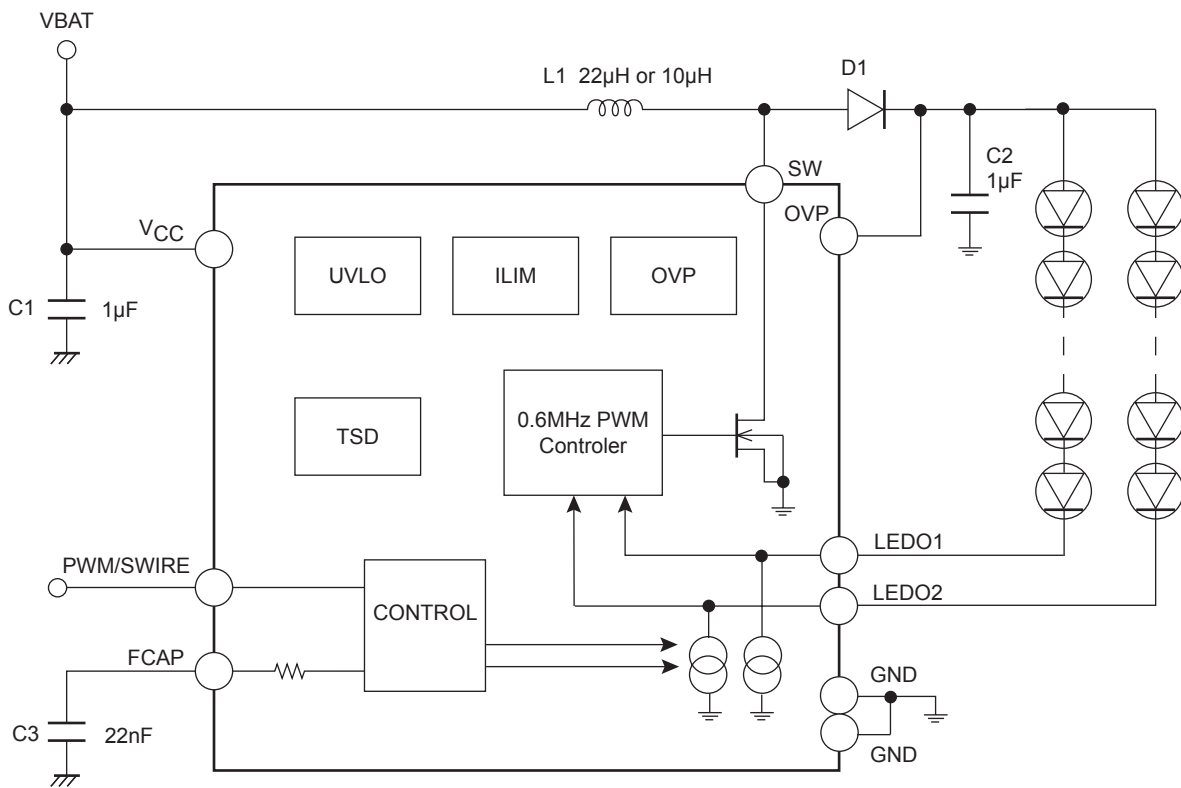 VBAT
L1 22µH or 10µH
D1
C2
1µF
SW
OVP
VCC
UVLO
ILIM
OVP
C1
1µF
TSD
0.6MHz PWM
Controler
LEDO1
PWM/SWIRE
LEDO2
CONTROL
FCAP
GND
C3
22nF
GND